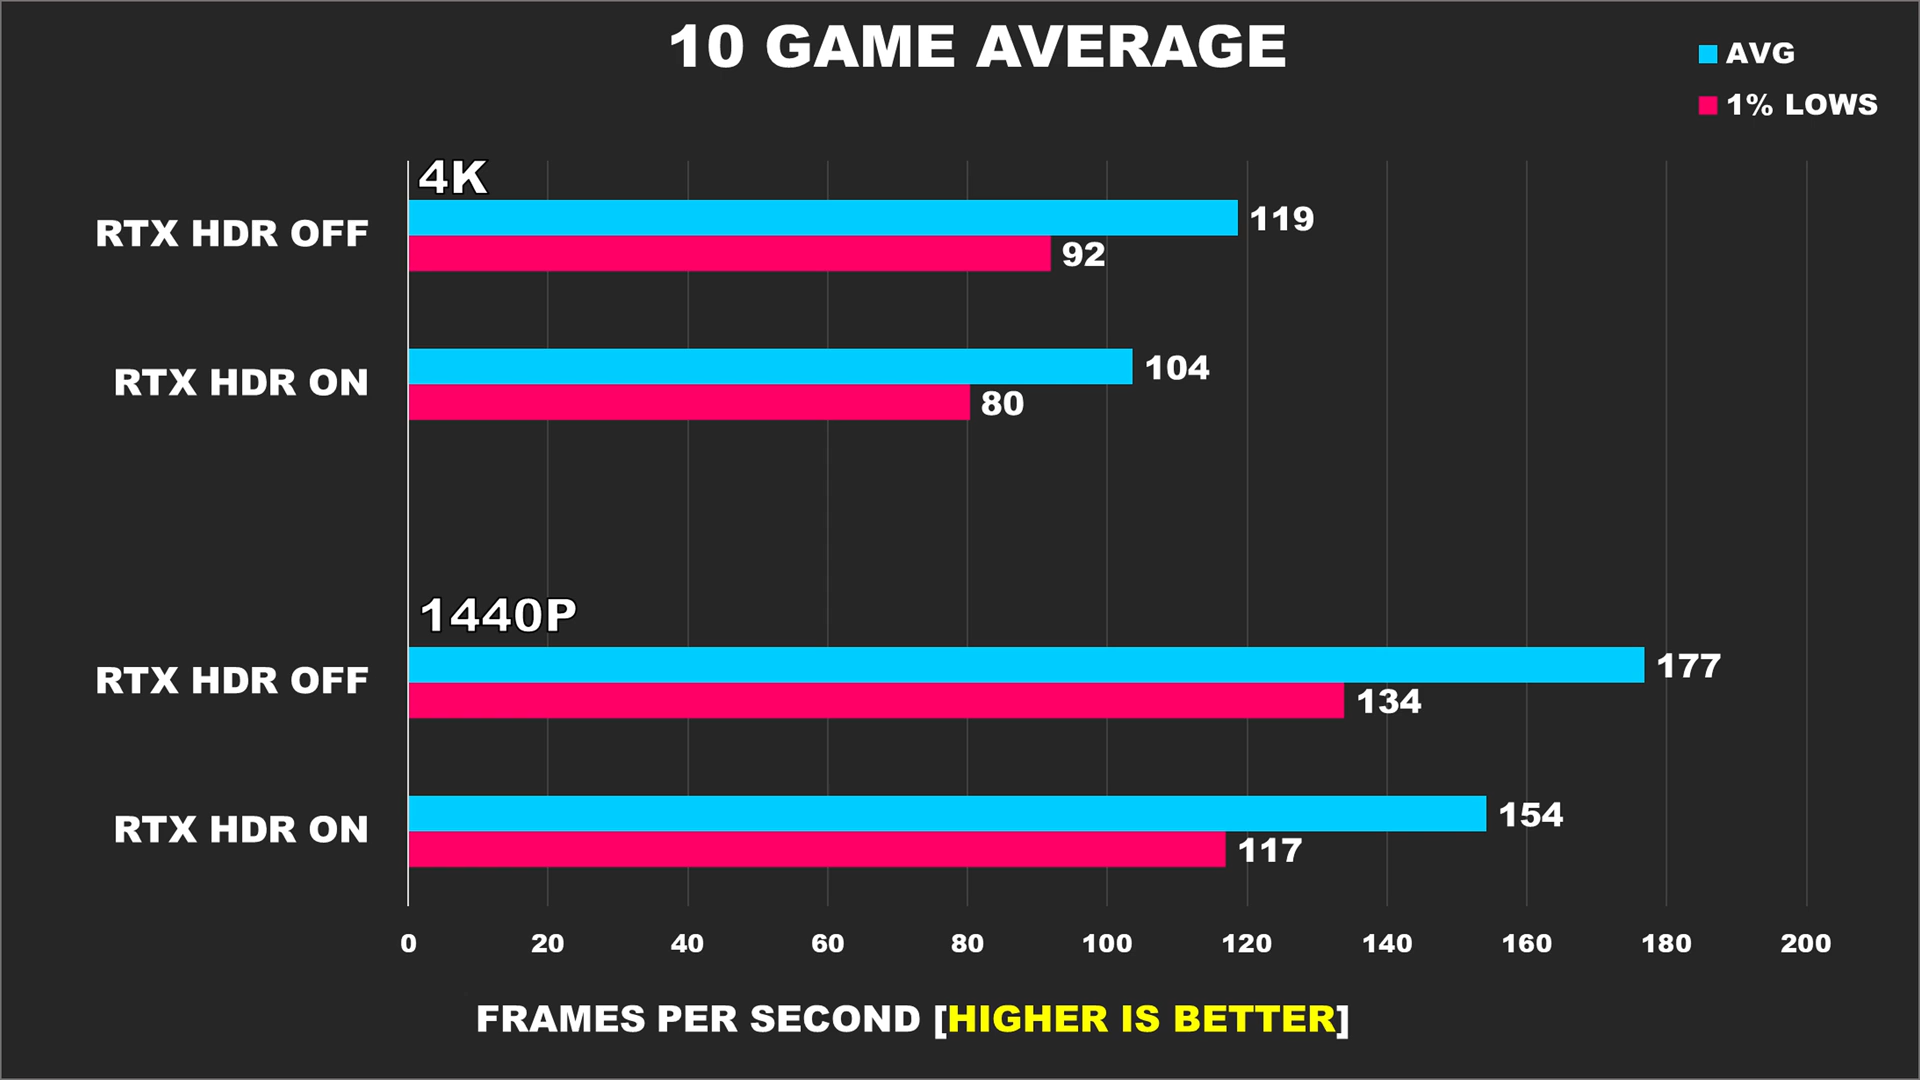 10 GAME AVERAGE
AVG
1% LOWS
4K
RTX HDR OFF
119
92
RTX HDR ON
104
80
1440P
RTX HDR OFF
177
134
RTX HDR ON
154
117
0 20 40 60 80 100 120 140 160 180 200
FRAMES PER SECOND [HIGHER IS BETTER]